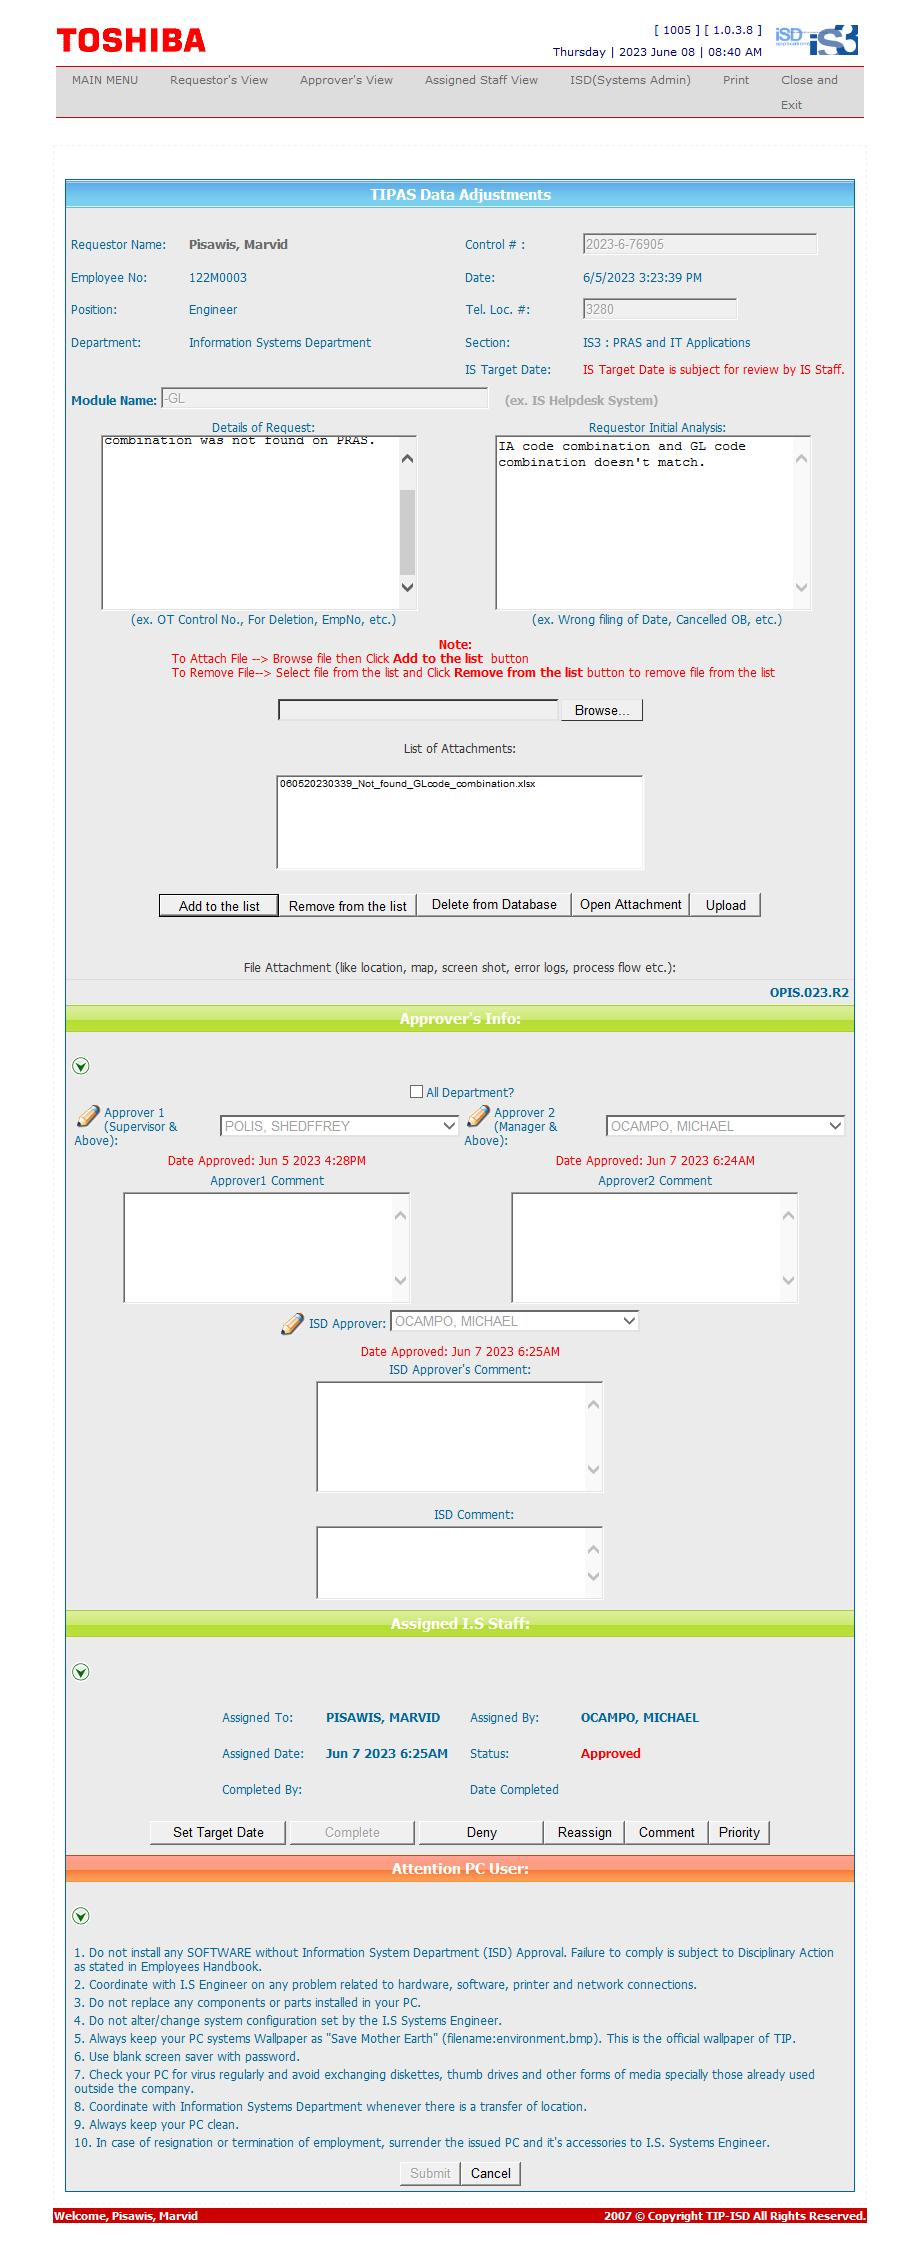 TOSHIBA
[ 1005 ] [ 1.0.3.8 ]
Thursday | 2023 June 08 | 08:40 AM
iSD iS3
MAIN MENU Requestor's View Approver's View Assigned Staff View ISD(Systems Admin) Print Close and Exit
TIPAS Data Adjustments
Requestor Name: Pisawis, Marvid Control # : 2023-6-76905
Employee No: 122M0003 Date: 6/5/2023 3:23:39 PM
Position: Engineer Tel. Loc. #: 3280
Department: Information Systems Department Section: IS3 : PRAS and IT Applications
IS Target Date: IS Target Date is subject for review by IS Staff.
Module Name: -GL (ex. IS Helpdesk System)
Details of Request: Requestor Initial Analysis:
combination was not found on PRAS.
IA code combination and GL code
combination doesn't match.
(ex. OT Control No., For Deletion, EmpNo, etc.) (ex. Wrong filing of Date, Cancelled OB, etc.)
Note:
To Attach File --> Browse file then Click Add to the list button
To Remove File--> Select file from the list and Click Remove from the list button to remove file from the list
Browse...
List of Attachments:
060520230339_Not_found_GLcode_combination.xlsx
Add to the list Remove from the list Delete from Database Open Attachment Upload
File Attachment (like location, map, screen shot, error logs, process flow etc.):
OPIS.023.R2
Approver's Info:
All Department?
Approver 1 (Supervisor & Above): POLIS, SHEDFFREY Approver 2 (Manager & Above): OCAMPO, MICHAEL
Date Approved: Jun 5 2023 4:28PM Date Approved: Jun 7 2023 6:24AM
Approver1 Comment Approver2 Comment
ISD Approver: OCAMPO, MICHAEL
Date Approved: Jun 7 2023 6:25AM
ISD Approver's Comment:
ISD Comment:
Assigned I.S Staff:
Assigned To: PISAWIS, MARVID Assigned By: OCAMPO, MICHAEL
Assigned Date: Jun 7 2023 6:25AM Status: Approved
Completed By: Date Completed
Set Target Date Complete Deny Reassign Comment Priority
Attention PC User:
1. Do not install any SOFTWARE without Information System Department (ISD) Approval. Failure to comply is subject to Disciplinary Action
as stated in Employees Handbook.
2. Coordinate with I.S Engineer on any problem related to hardware, software, printer and network connections.
3. Do not replace any components or parts installed in your PC.
4. Do not alter/change system configuration set by the I.S Systems Engineer.
5. Always keep your PC systems Wallpaper as "Save Mother Earth" (filename:environment.bmp). This is the official wallpaper of TIP.
6. Use blank screen saver with password.
7. Check your PC for virus regularly and avoid exchanging diskettes, thumb drives and other forms of media specially those already used
outside the company.
8. Coordinate with Information Systems Department whenever there is a transfer of location.
9. Always keep your PC clean.
10. In case of resignation or termination of employment, surrender the issued PC and it's accessories to I.S. Systems Engineer.
Submit Cancel
Welcome, Pisawis, Marvid 2007 © Copyright TIP-ISD All Rights Reserved.